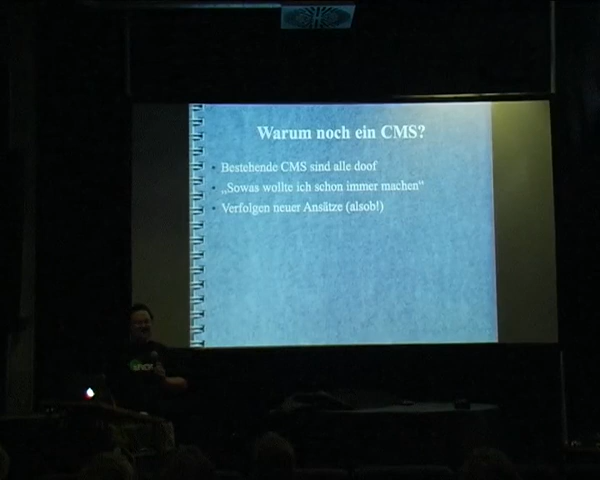 Warum noch ein CMS?
• Bestehende CMS sind alle doof
• „Sowas wollte ich schon immer machen“
• Verfolgen neuer Ansätze (alsob!)